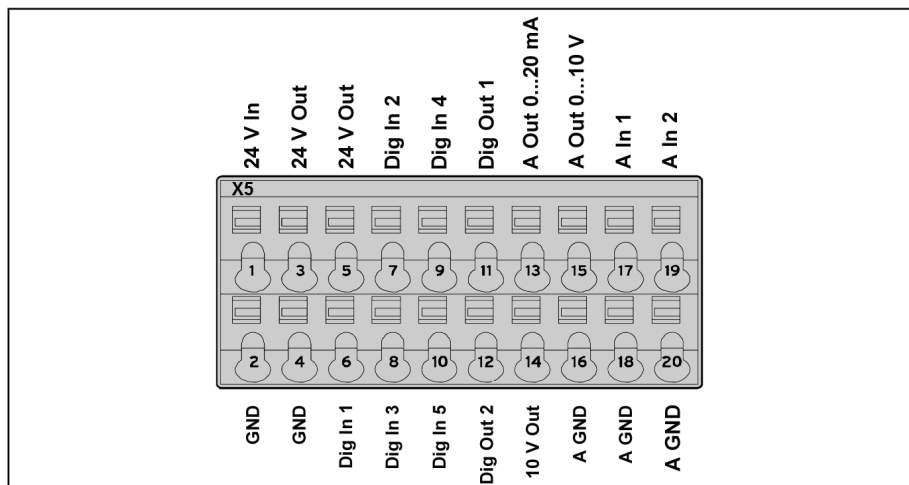 24 V In
24 V Out
24 V Out
Dig In 2
Dig In 4
Dig Out 1
A Out 0...20 mA
A Out 0...10 V
A In 1
A In 2
X5
1 3 5 7 9 11 13 15 17 19
2 4 6 8 10 12 14 16 18 20
GND
GND
Dig In 1
Dig In 3
Dig In 5
Dig Out 2
10 V Out
A GND
A GND
A GND